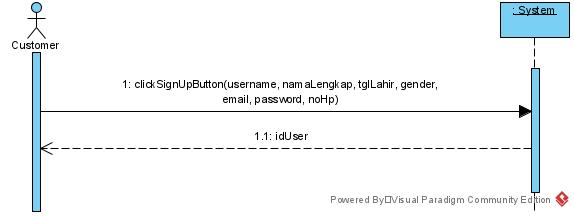 : System
Customer
1: clickSignUpButton(username, namaLengkap, tglLahir, gender,
email, password, noHp)
1.1: idUser
Powered By Visual Paradigm Community Edition